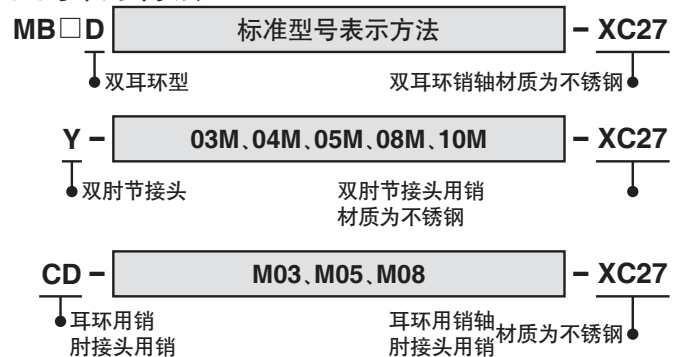 MB□D 标准型号表示方法 – XC27
双耳环型 双耳环销轴材质为不锈钢
Y – 03M、04M、05M、08M、10M – XC27
双肘节接头 双肘节接头用销
材质为不锈钢
CD – M03、M05、M08 – XC27
耳环用销 耳环用销轴 材质为不锈钢
肘接头用销 肘接头用销